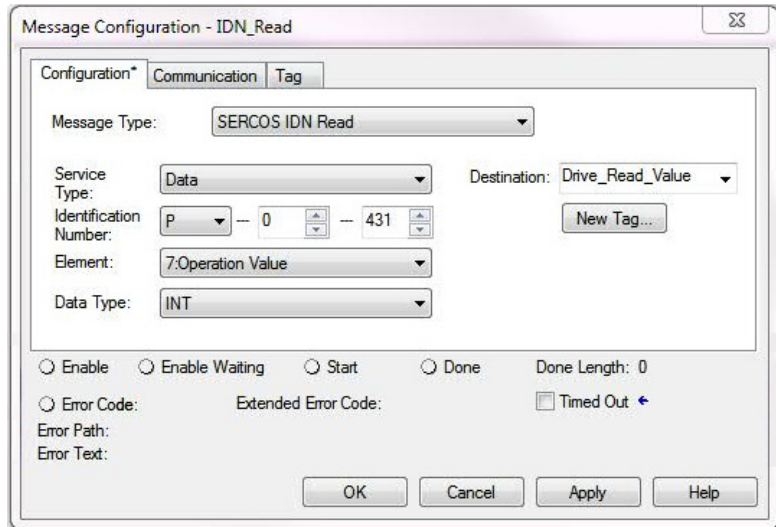 Message Configuration - IDN_Read
Configuration* Communication Tag
Message Type: SERCOS IDN Read
Service Type: Data Destination: Drive_Read_Value
Identification Number: P --- 0 --- 431 New Tag...
Element: 7:Operation Value
Data Type: INT
Enable Enable Waiting Start Done Done Length: 0
Error Code: Extended Error Code: Timed Out ←
Error Path:
Error Text:
OK Cancel Apply Help